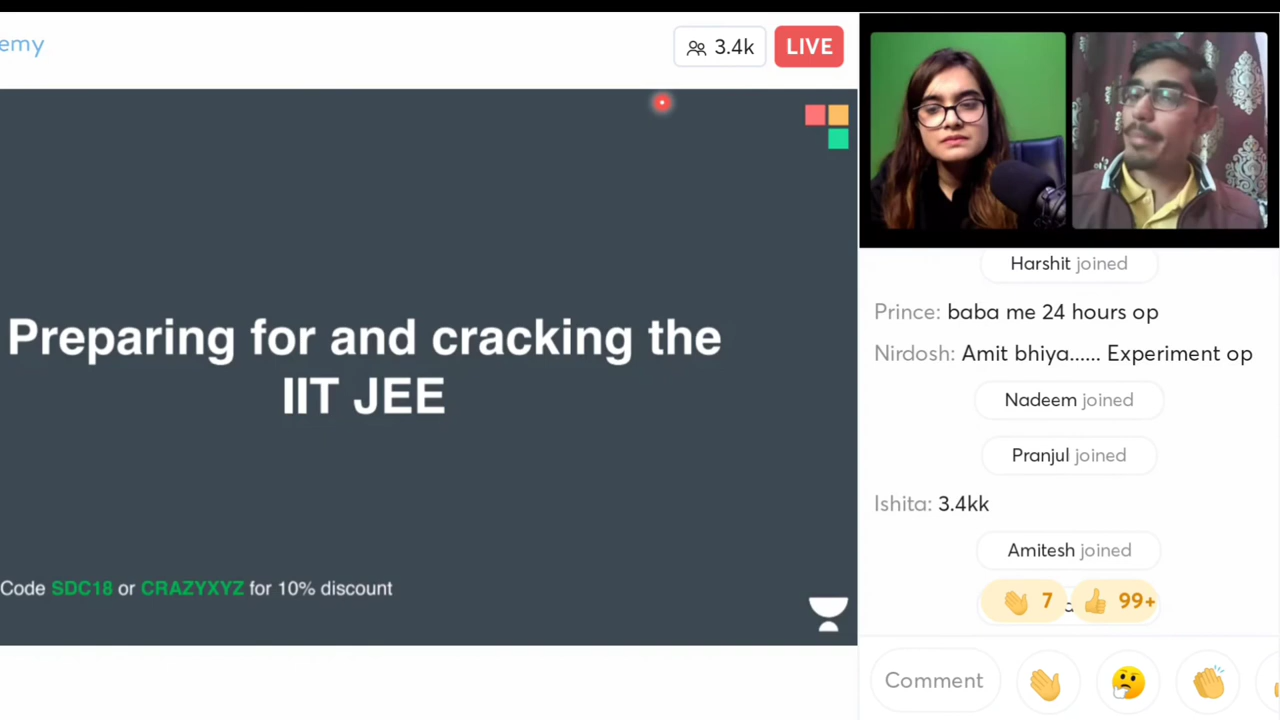 emy
3.4k
LIVE
Preparing for and cracking the
IIT JEE
Code SDC18 or CRAZYXYZ for 10% discount
Harshit joined
Prince: baba me 24 hours op
Nirdosh: Amit bhiya...... Experiment op
Nadeem joined
Pranjul joined
Ishita: 3.4kk
Amitesh joined
7
99+
Comment